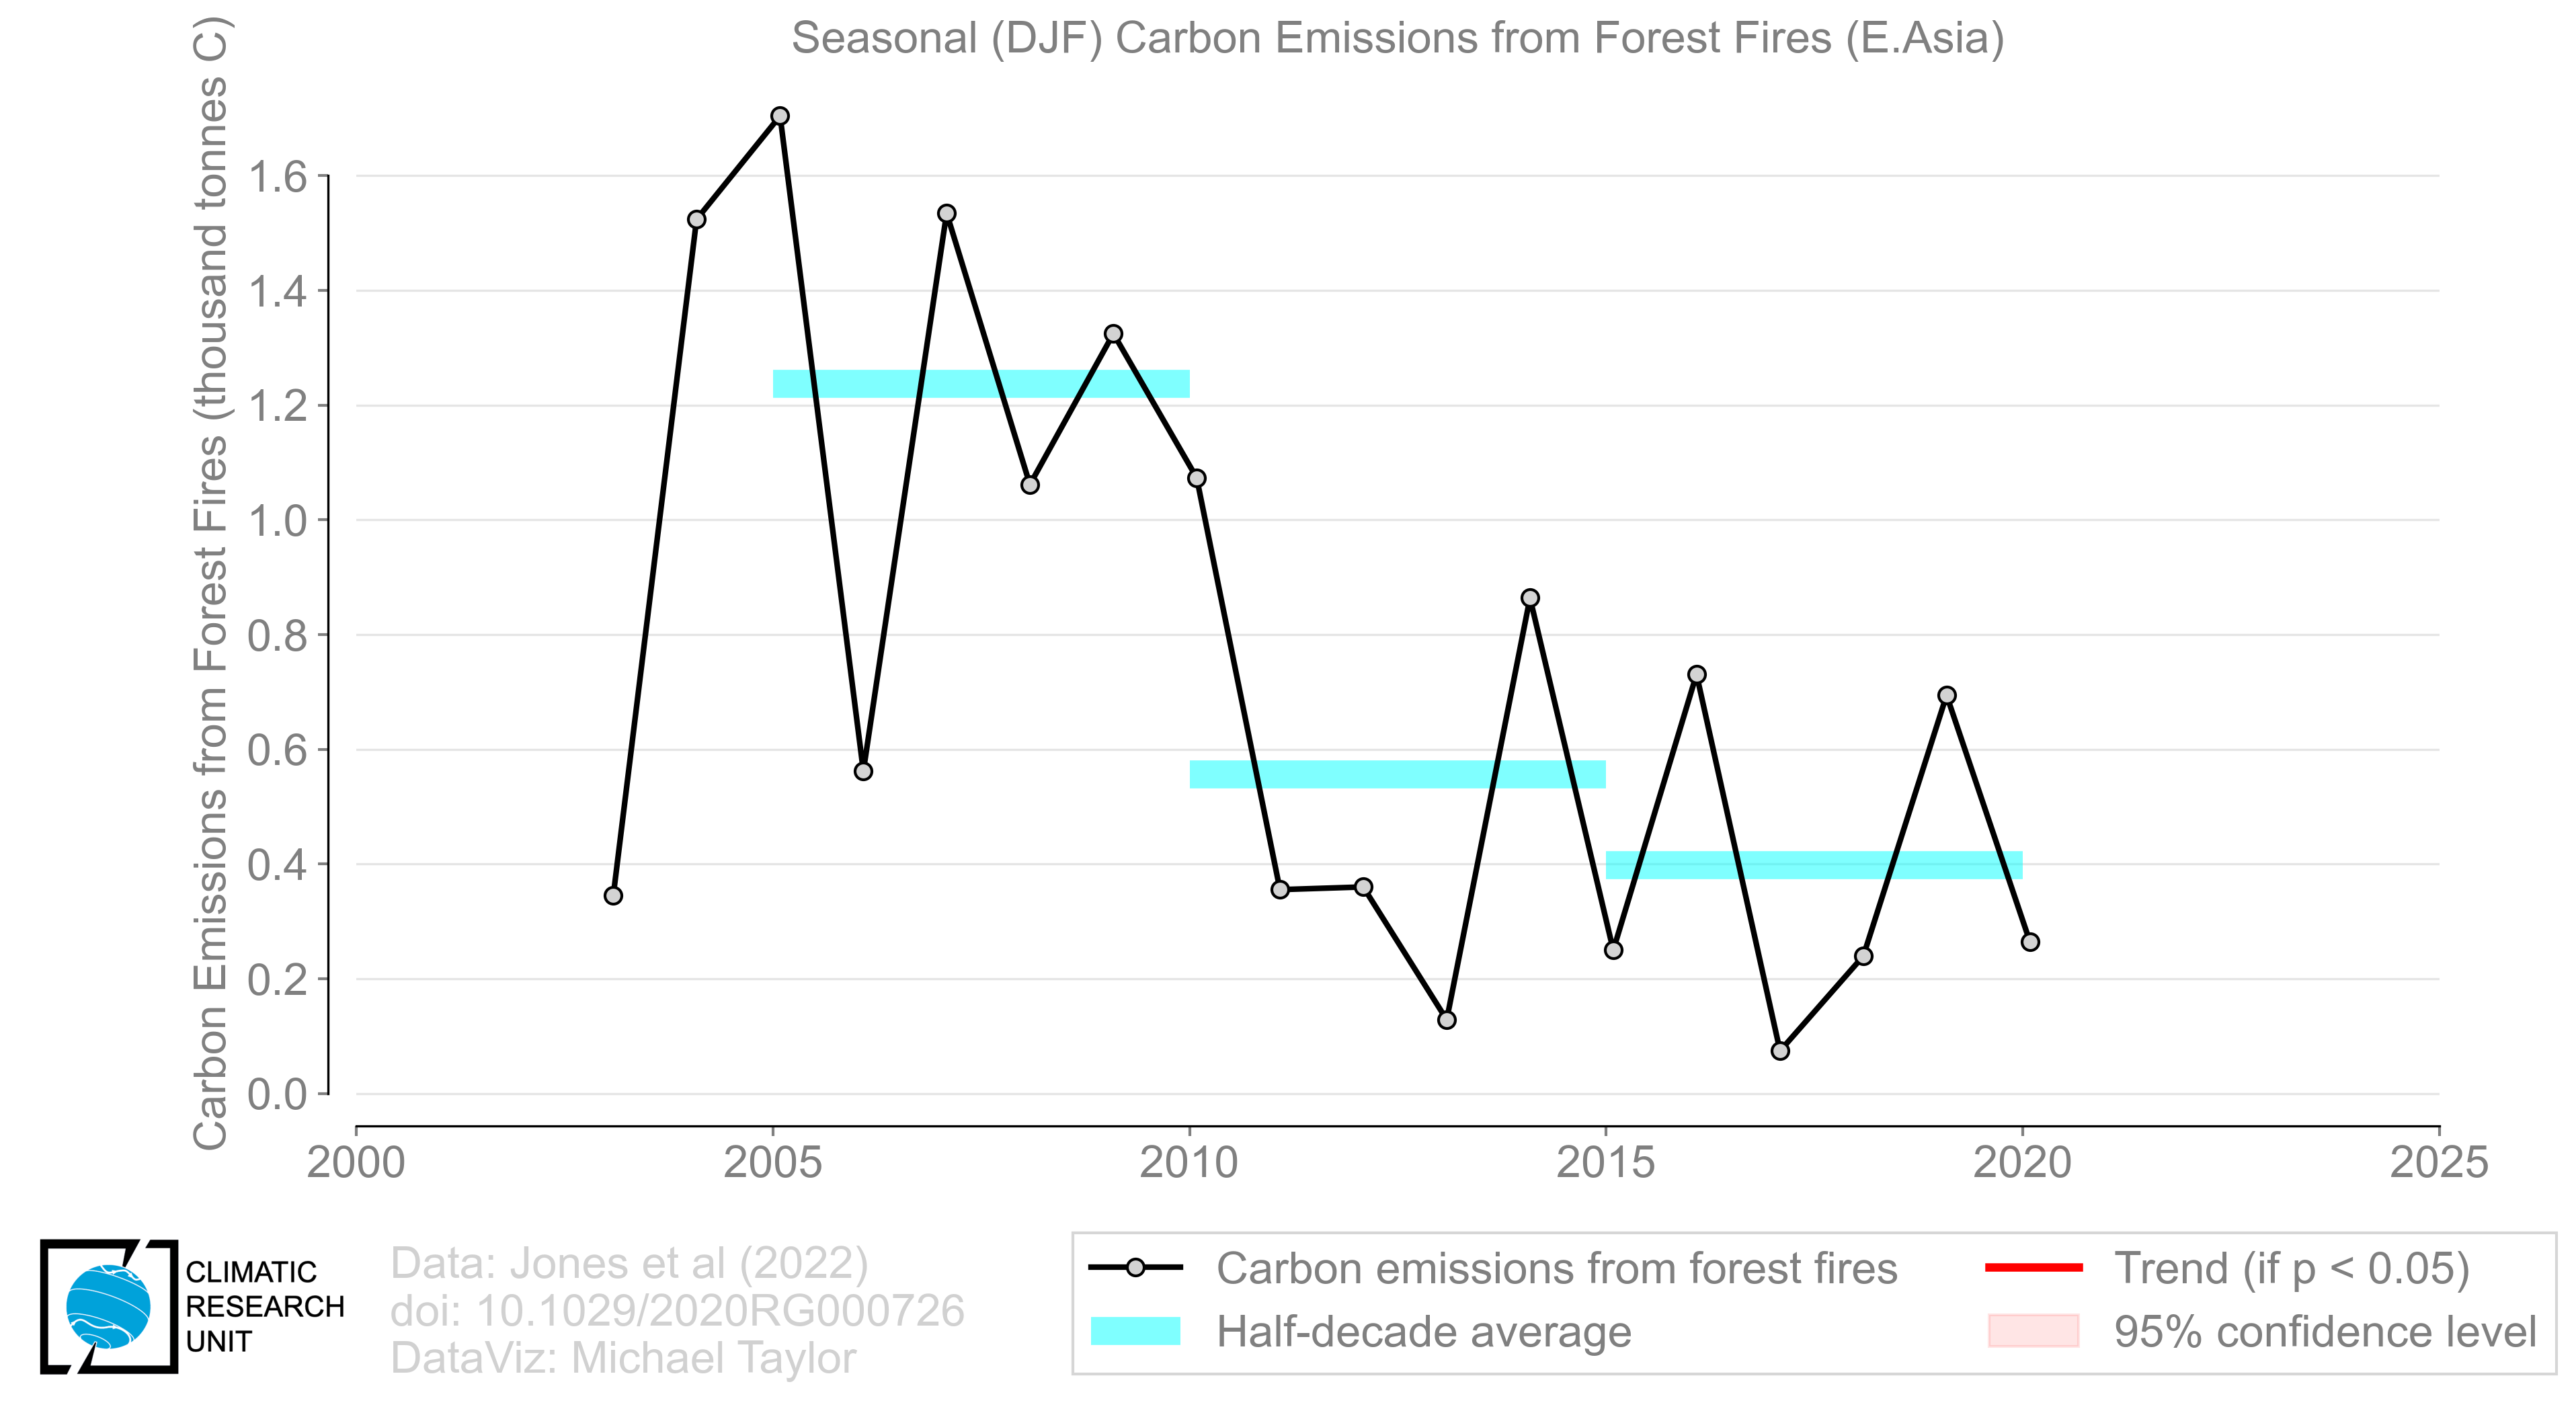 Seasonal (DJF) Carbon Emissions from Forest Fires (E.Asia)
Carbon Emissions from Forest Fires (thousand tonnes C)
1.6
1.4
1.2
1.0
0.8
0.6
0.4
0.2
0.0
2000 2005 2010 2015 2020 2025
CLIMATIC
RESEARCH
UNIT
Data: Jones et al (2022)
doi: 10.1029/2020RG000726
DataViz: Michael Taylor
Carbon emissions from forest fires
Half-decade average
Trend (if p < 0.05)
95% confidence level